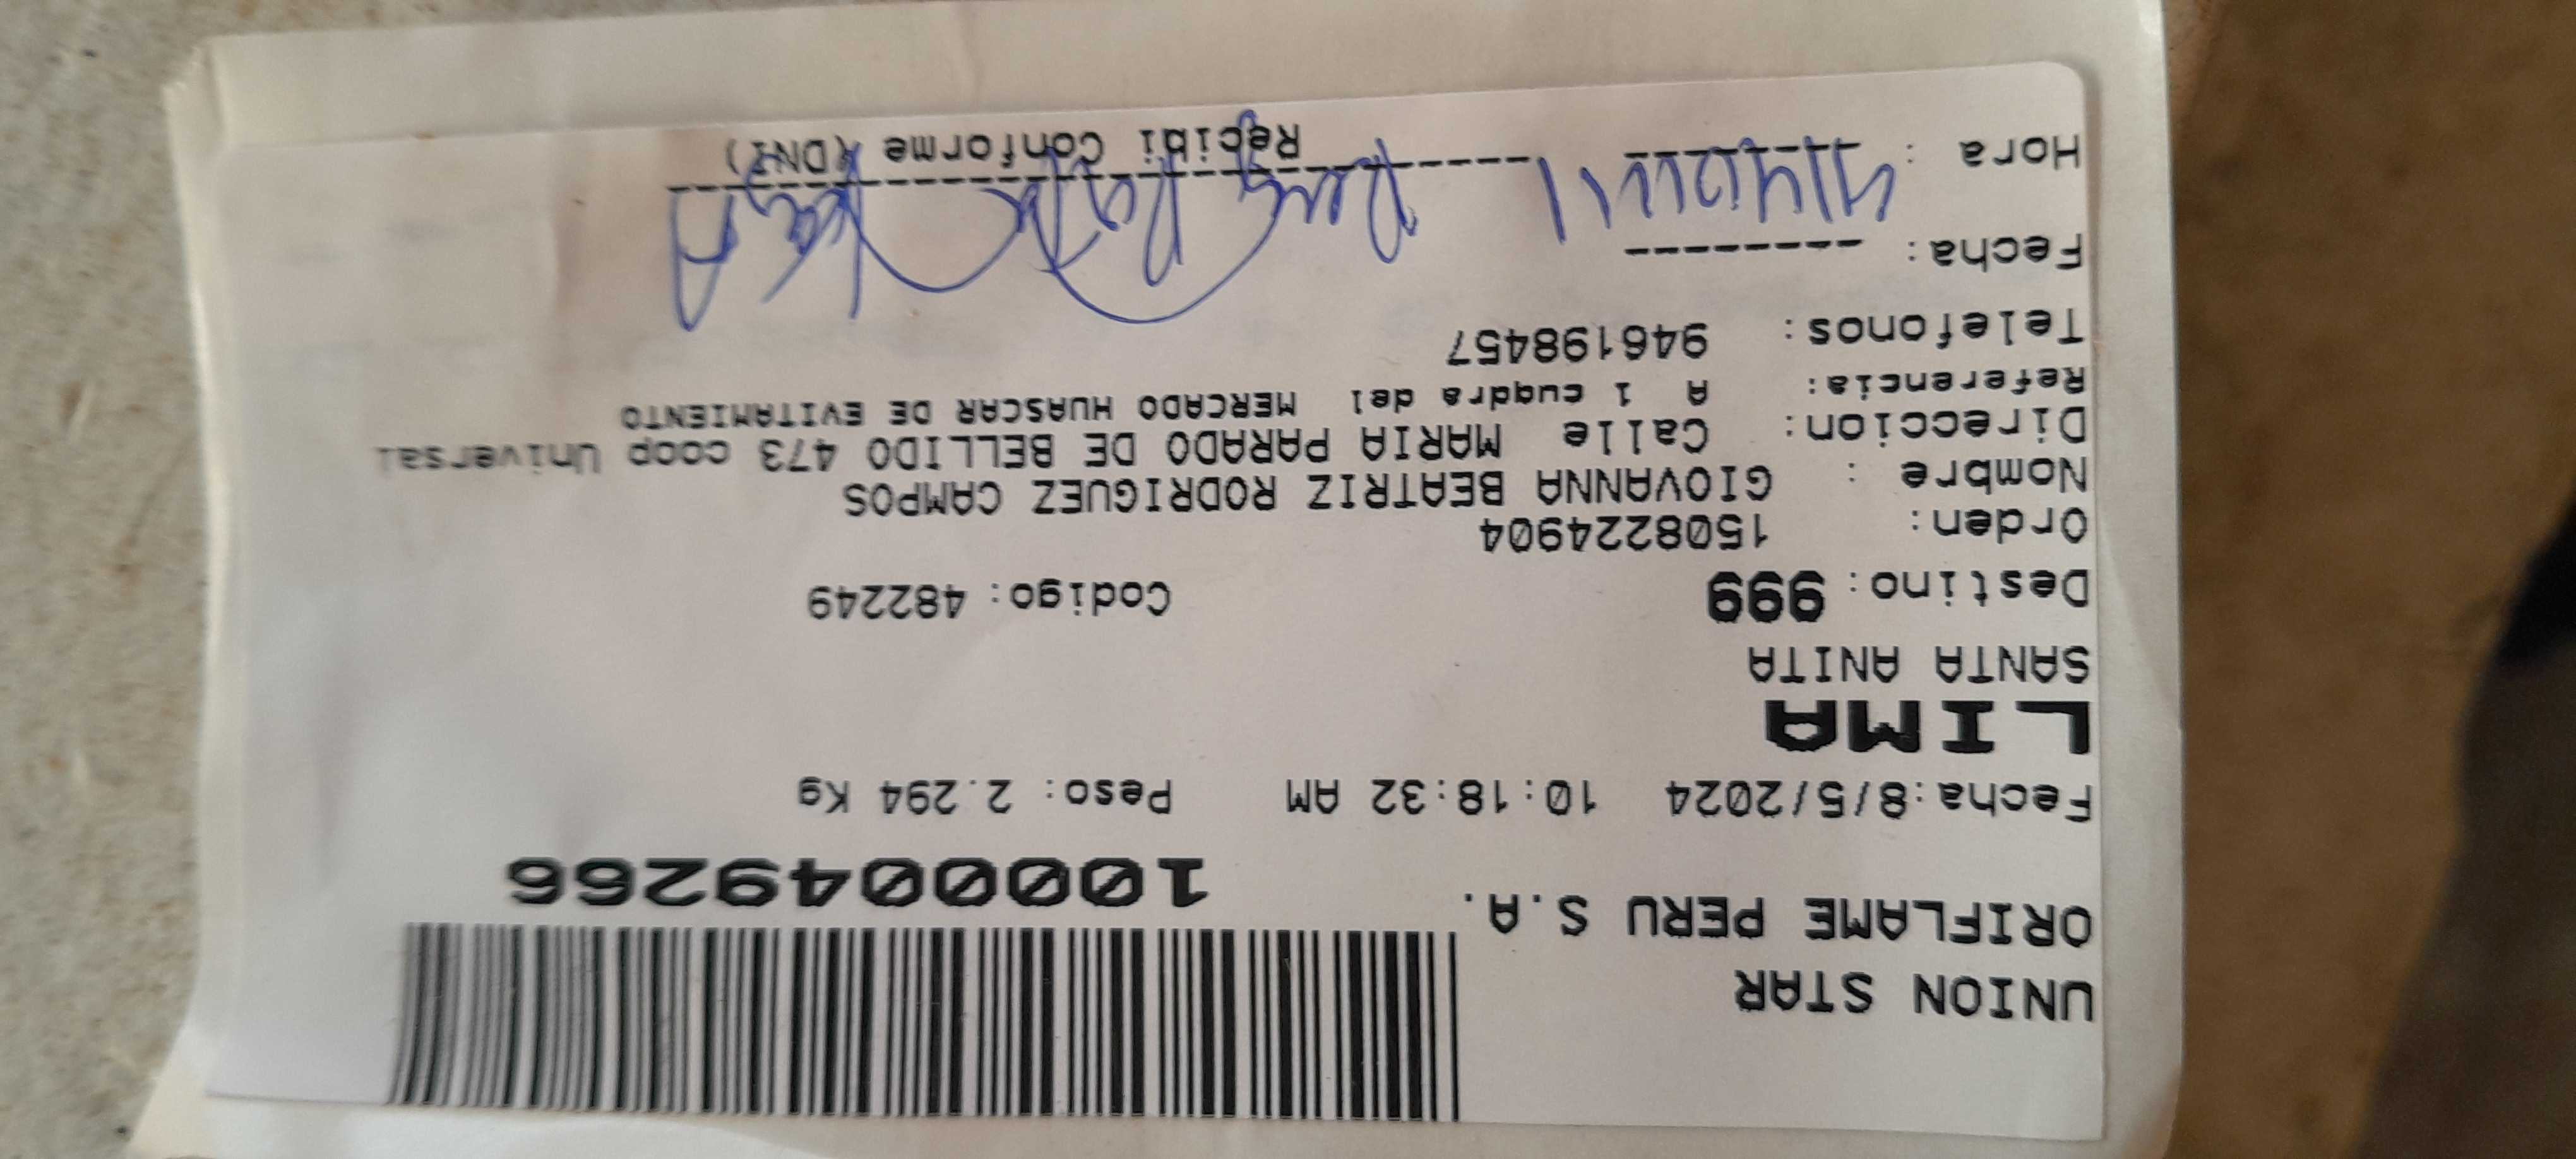 UNION STAR
ORIFLAME PERU S.A.
10000049266
Fecha:8/5/2024 10:18:32 AM Peso: 2.294 Kg
LIMA
SANTA ANITA
Destino: 999 Codigo: 482249
Orden: 1508224904
Nombre : GIOVANNA BEATRIZ RODRIGUEZ CAMPOS
Direccion: Calle MARIA PARADO DE BELLIDO 473 coop Universal
Referencia: A 1 cuqdra del MERCADO HUASCAR DE EVITAMIENTO
Telefonos: 946198457
Fecha: --------
Hora : --------
Recibi Conforme (DNI)